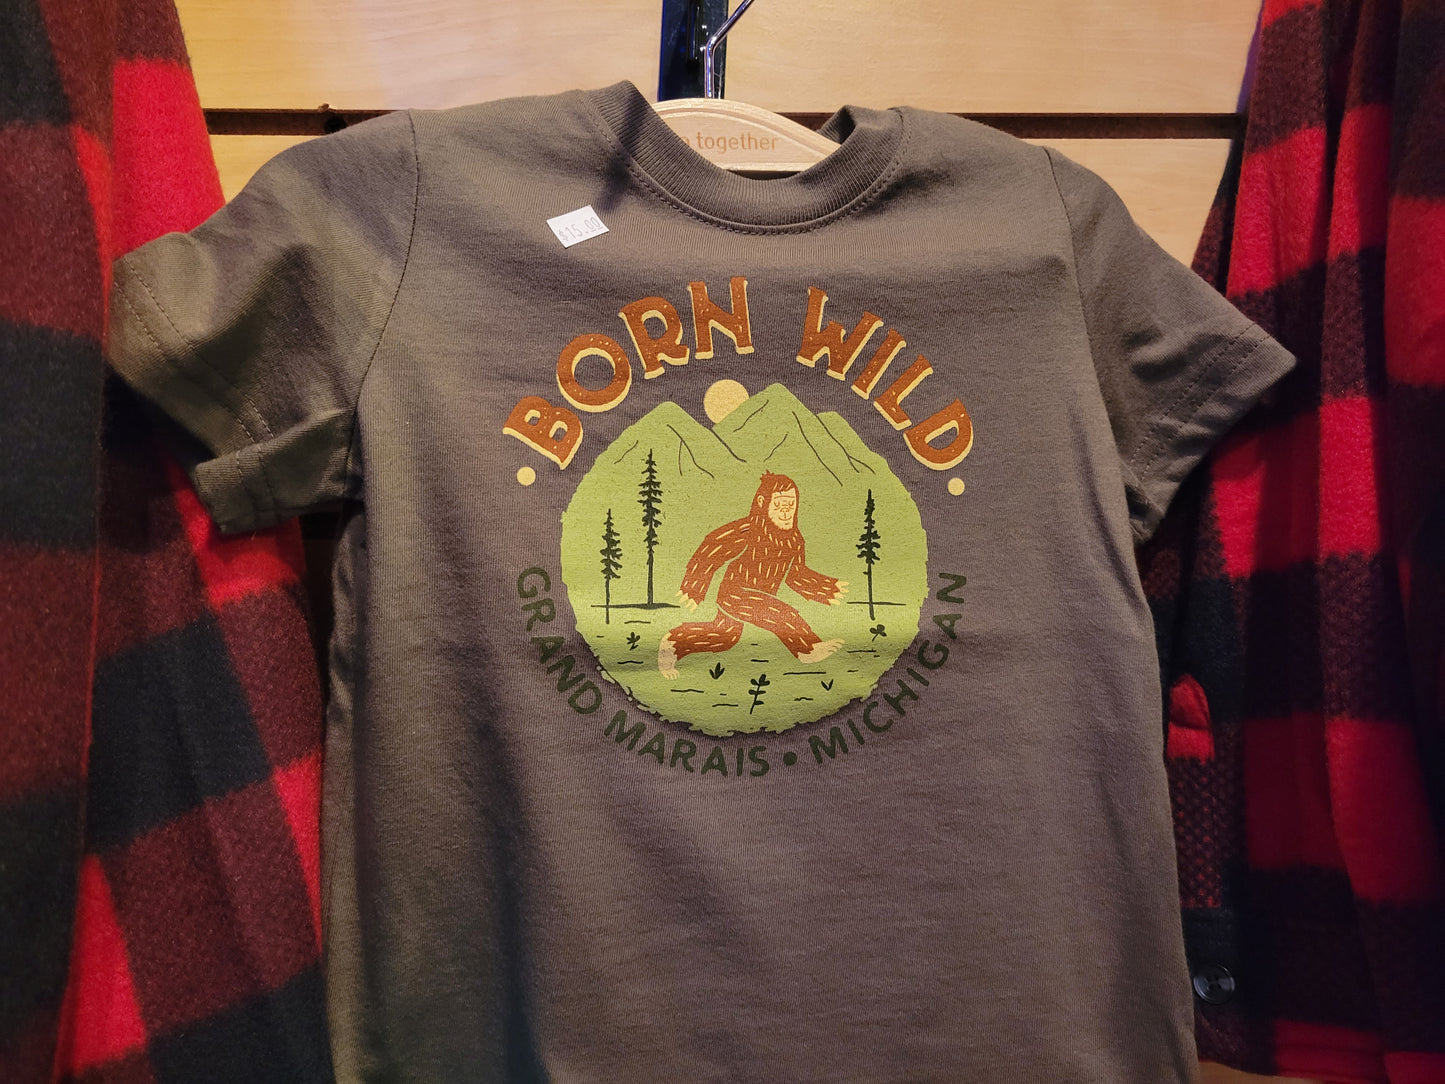 together
$15.00
BORN WILD
GRAND MARAIS • MICHIGAN